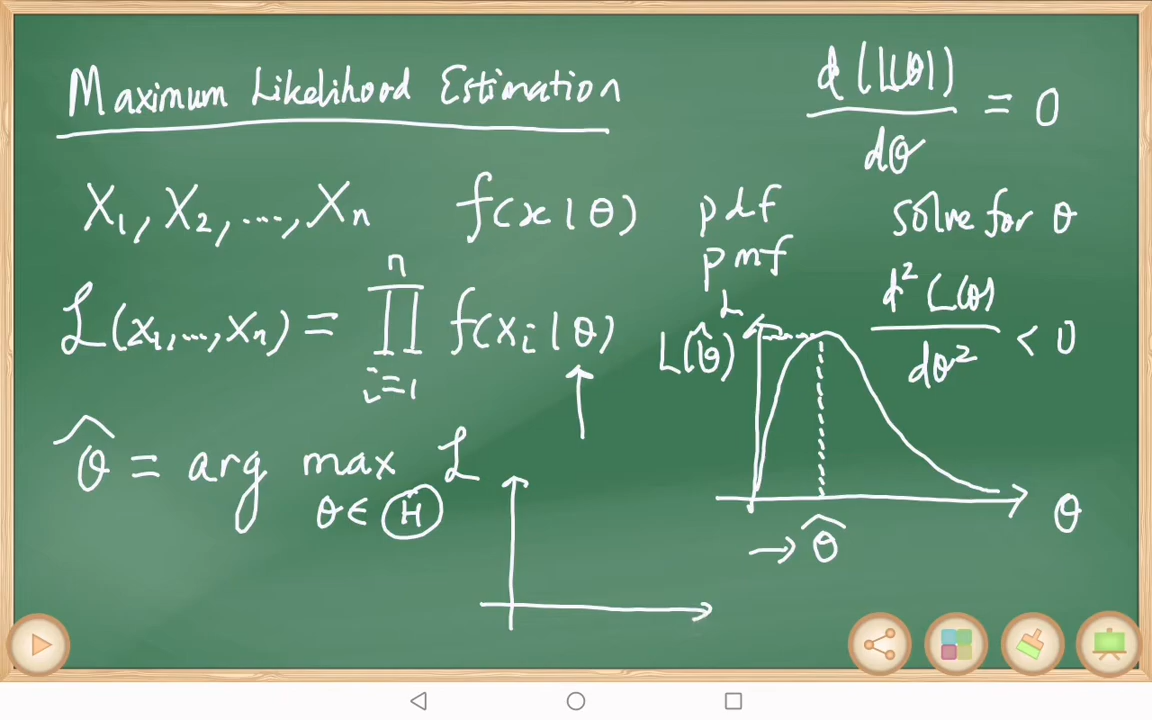 Maximum Likelihood Estimation
X₁, X₂, ..., Xₙ f(x|θ) pdf
pmf
ℒ(x₁, ..., xₙ) = ∏ᵢ₌₁ⁿ f(xᵢ|θ)
θ̂ = arg max ℒ
θ ∈ Θ
d(L(θ))/dθ = 0
solve for θ
d² L(θ)/dθ² < 0
L
L(θ̂)
θ
→ θ̂